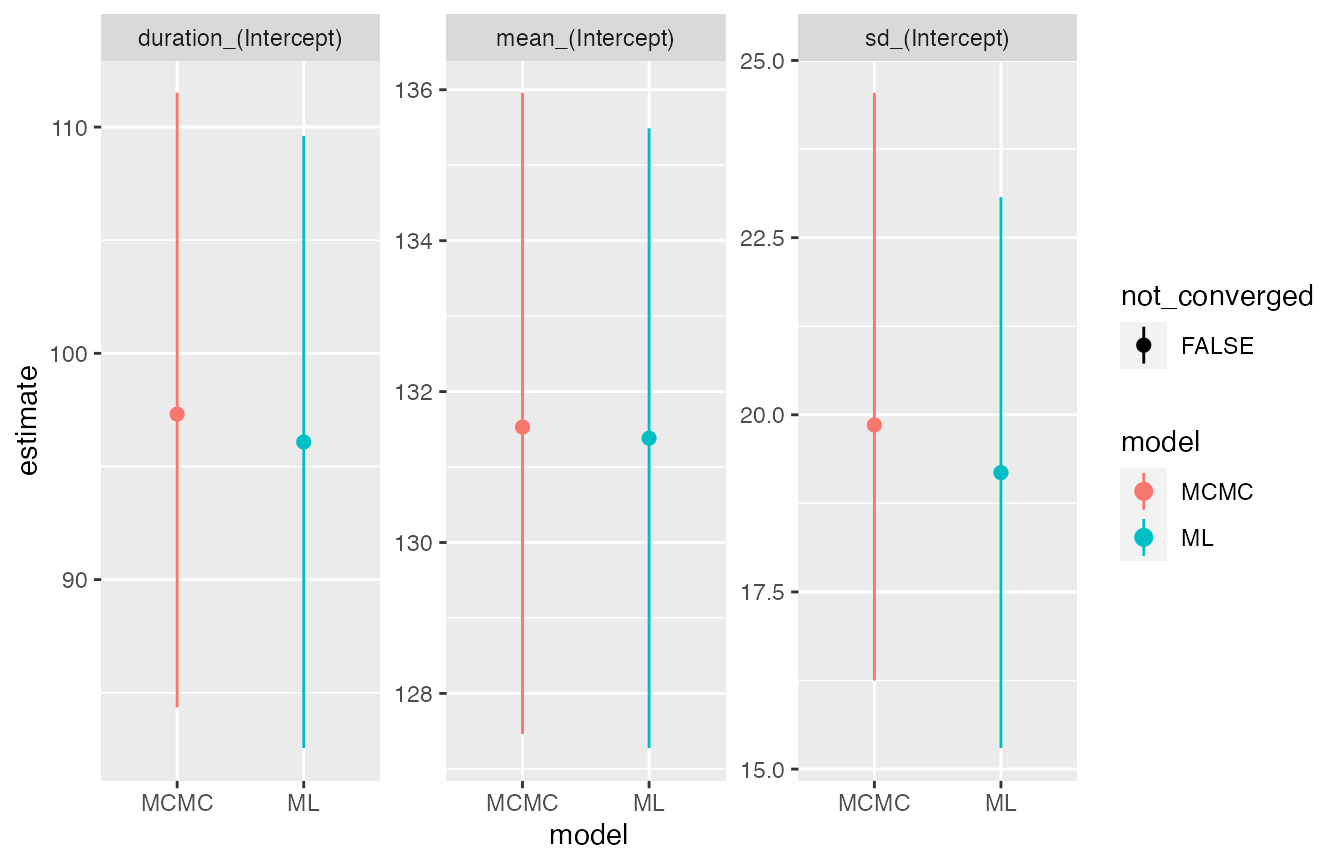 duration_(Intercept)
mean_(Intercept)
sd_(Intercept)
estimate
110
100
90
136
134
132
130
128
25.0
22.5
20.0
17.5
15.0
MCMC
ML
MCMC
ML
MCMC
ML
model
not_converged
FALSE
model
MCMC
ML